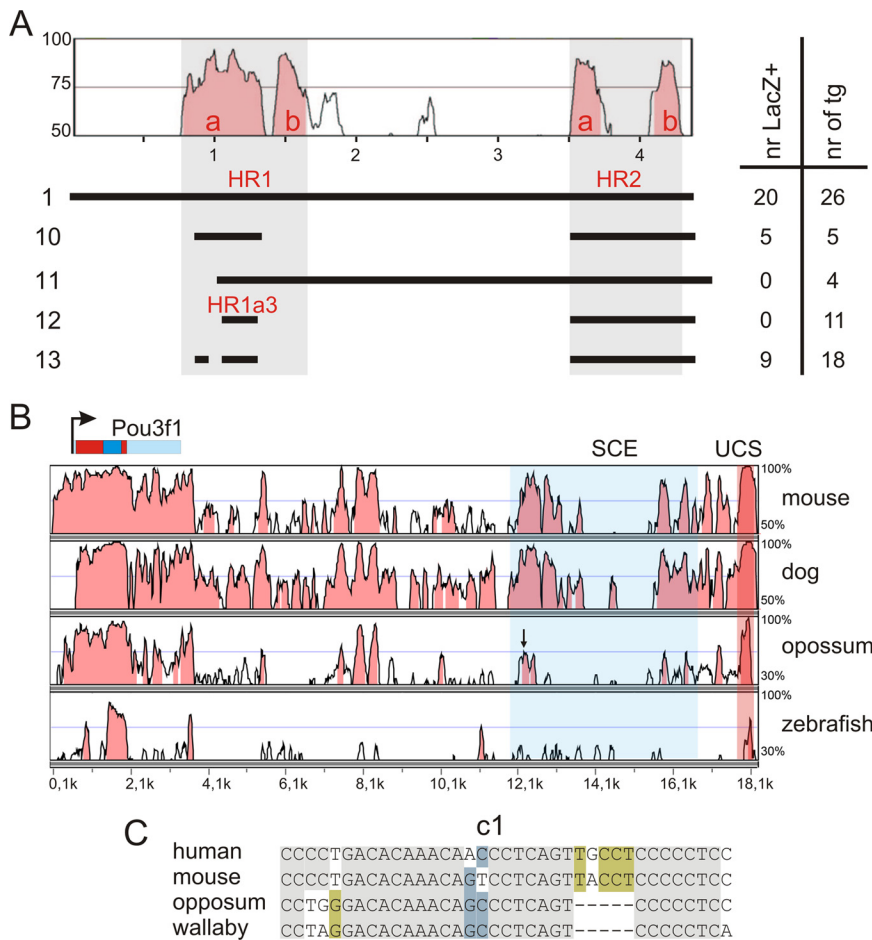 A
100
75
50
a
b
a
b
1
2
3
4
nr LacZ+
nr of tg
HR1
HR2
1
20
26
10
5
5
11
0
4
HR1a3
12
0
11
13
9
18
B
Pou3f1
SCE
UCS
100%
mouse
50%
100%
dog
50%
100%
opossum
30%
100%
zebrafish
30%
0,1k 2,1k 4,1k 6,1k 8,1k 10,1k 12,1k 14,1k 16,1k 18,1k
C
c1
human CCCCTGACACAAACAACCCTCAGTTGCCTCCCCCTCC
mouse CCCCTGACACAAACAGTCCTCAGTTACCTCCCCCTCC
opposum CCTGGGACACAAACAGCCCTCAGT-----CCCCCTCC
wallaby CCTAGGACACAAACAGCCCTCAGT-----CCCCCTCA